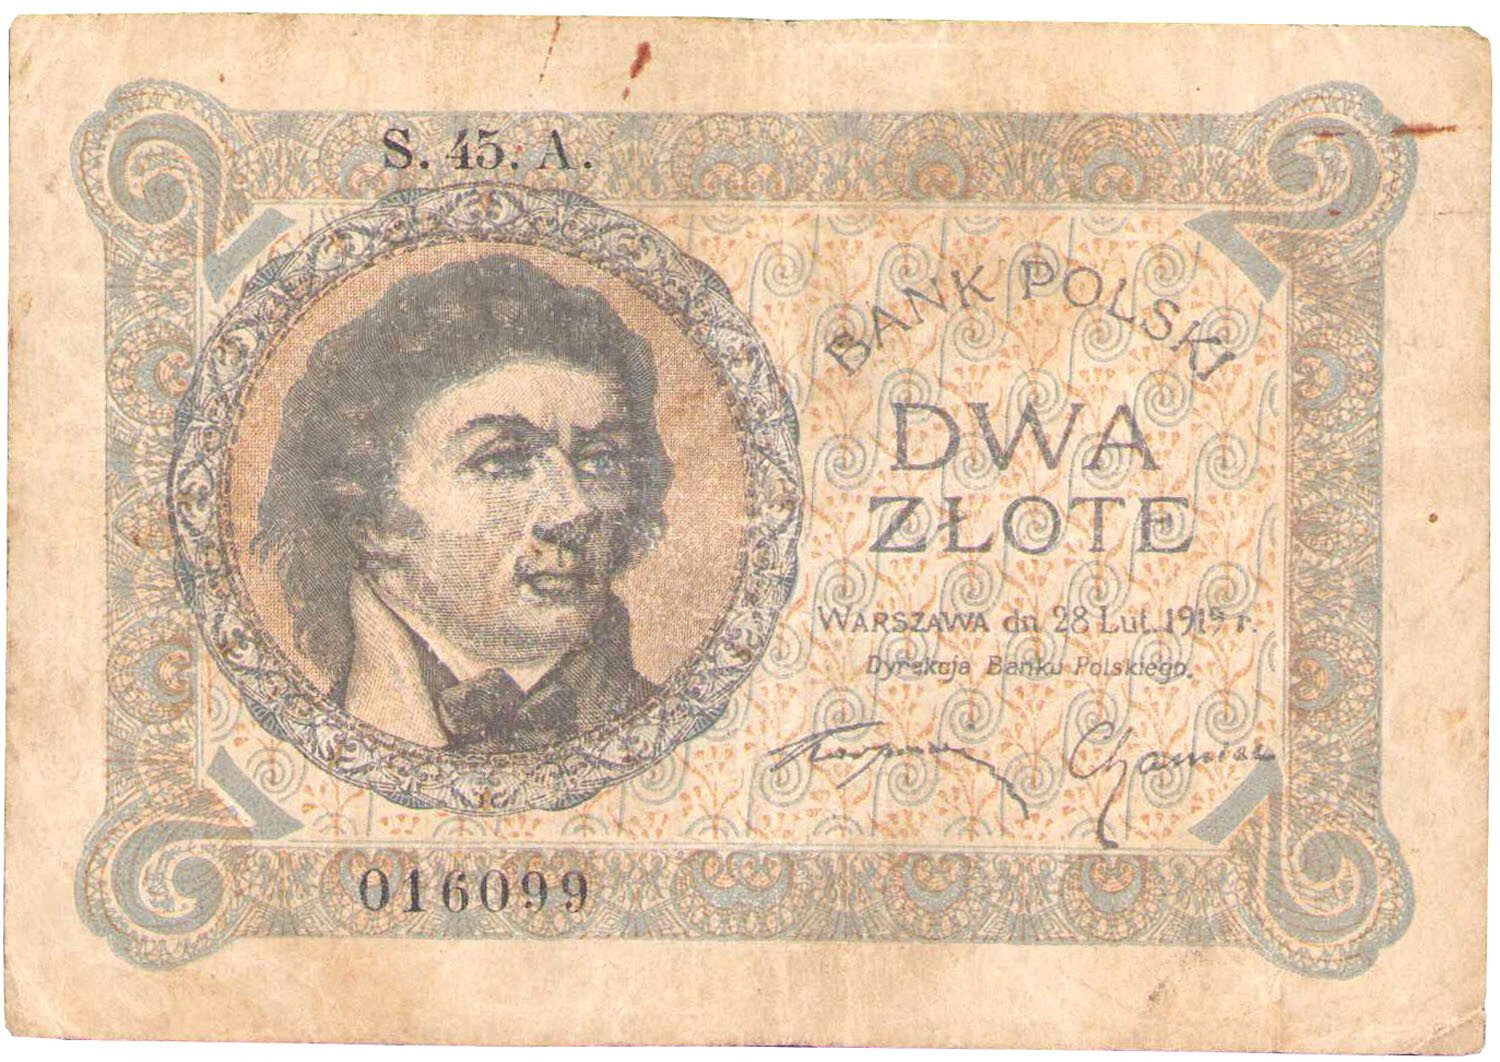 S. 45. A.
BANK POLSKI
DWA
ZŁOTE
WARSZAWA dn 28 Lut. 1919 r.
Dyrekcja Banku Polskiego.
016099